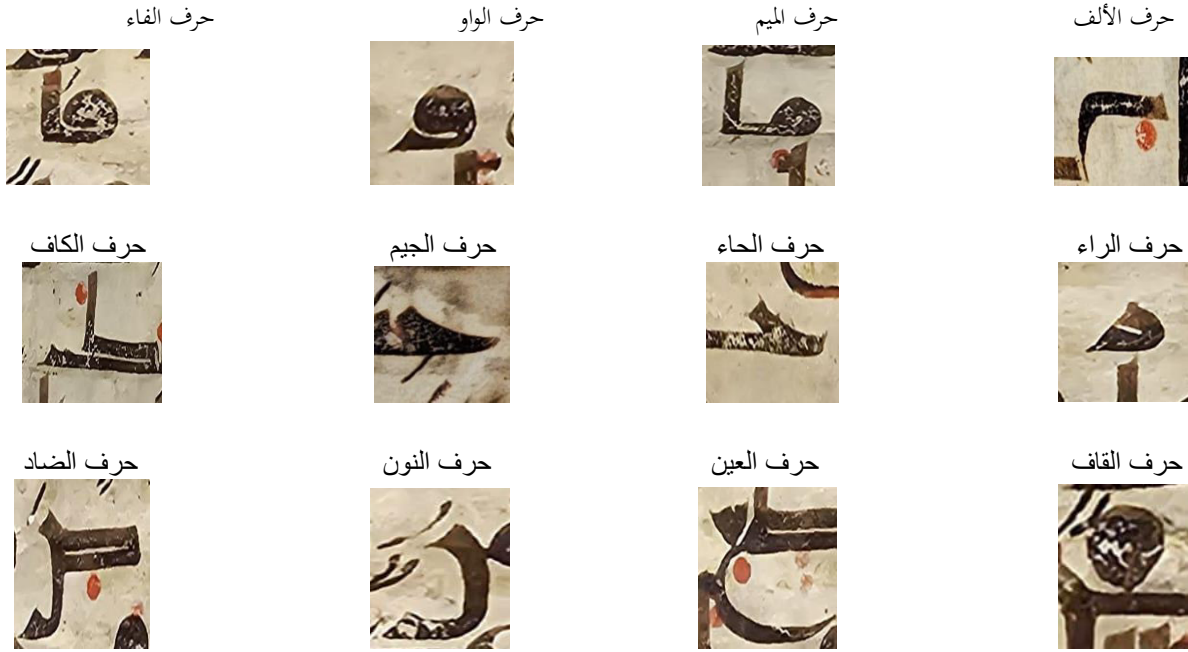 حرف الألف حرف الميم حرف الواو حرف الفاء
حرف الراء حرف الحاء حرف الجيم حرف الكاف
حرف القاف حرف العين حرف النون حرف الضاد